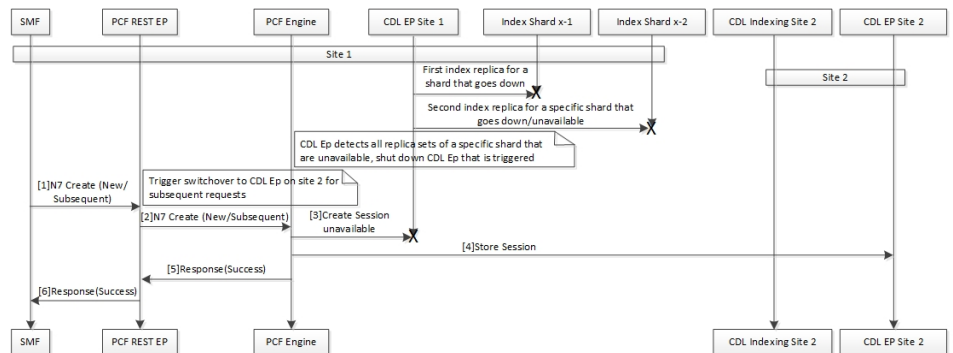 SMF
PCF REST EP
PCF Engine
CDL EP Site 1
Index Shard x-1
Index Shard x-2
CDL Indexing Site 2
CDL EP Site 2
Site 1
First index replica for a
shard that goes down
Site 2
Second index replica for a specific shard that
goes down/unavailable
CDL Ep detects all replica sets of a specific shard that
are unavailable, shut down CDL Ep that is triggered
[1]N7 Create (New/
Subsequent)
Trigger switchover to CDL Ep on site 2 for
subsequent requests
[2]N7 Create (New/Subsequent)
[3]Create Session
unavailable
[4]Store Session
[5]Response(Success)
[6]Response(Success)
SMF
PCF REST EP
PCF Engine
CDL Indexing Site 2
CDL EP Site 2